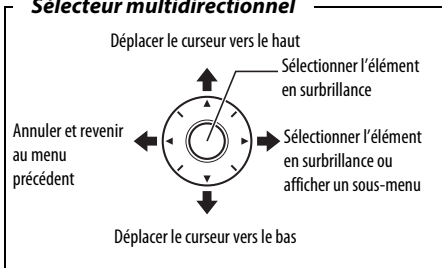 Sélecteur multidirectionnel
Déplacer le curseur vers le haut
Sélectionner l'élément
en surbrillance
Annuler et revenir
au menu
précédent
Sélectionner l'élément
en surbrillance ou
afficher un sous-menu
Déplacer le curseur vers le bas